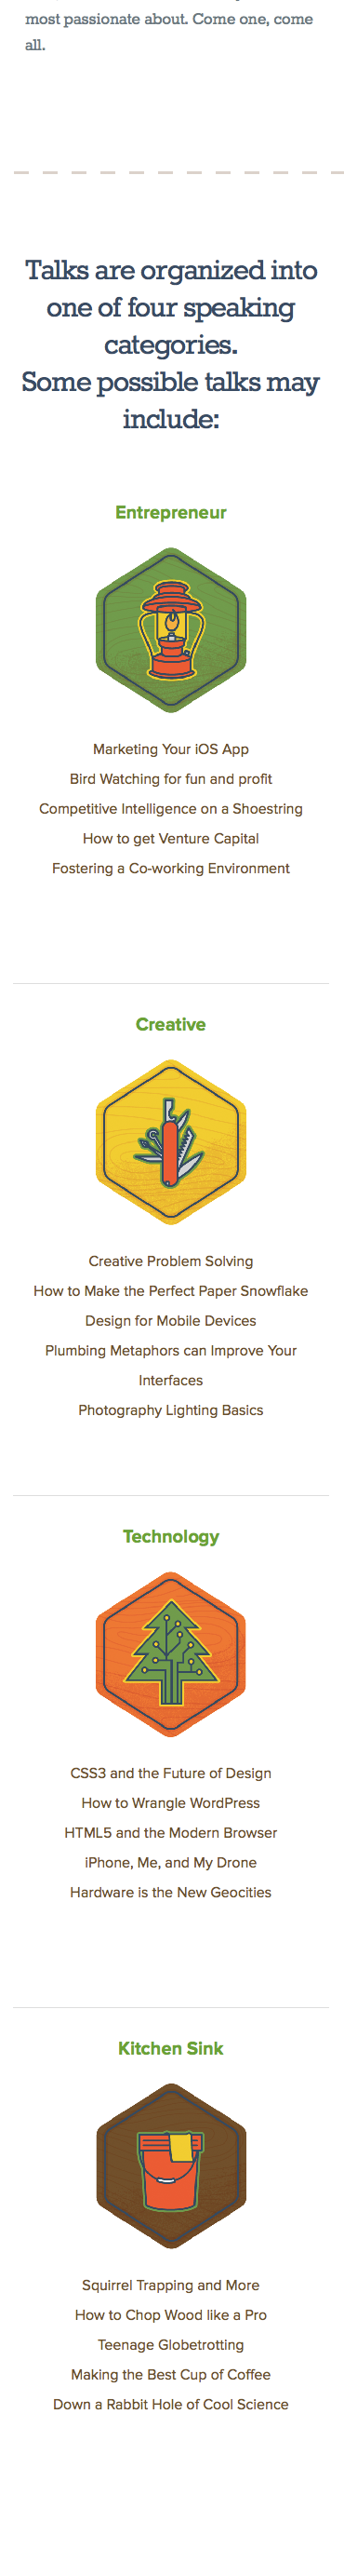 most passionate about. Come one, come
all.
Talks are organized into
one of four speaking
categories.
Some possible talks may
include:
Entrepreneur
Marketing Your iOS App
Bird Watching for fun and profit
Competitive Intelligence on a Shoestring
How to get Venture Capital
Fostering a Co-working Environment
Creative
Creative Problem Solving
How to Make the Perfect Paper Snowflake
Design for Mobile Devices
Plumbing Metaphors can Improve Your
Interfaces
Photography Lighting Basics
Technology
CSS3 and the Future of Design
How to Wrangle WordPress
HTML5 and the Modern Browser
iPhone, Me, and My Drone
Hardware is the New Geocities
Kitchen Sink
Squirrel Trapping and More
How to Chop Wood like a Pro
Teenage Globetrotting
Making the Best Cup of Coffee
Down a Rabbit Hole of Cool Science